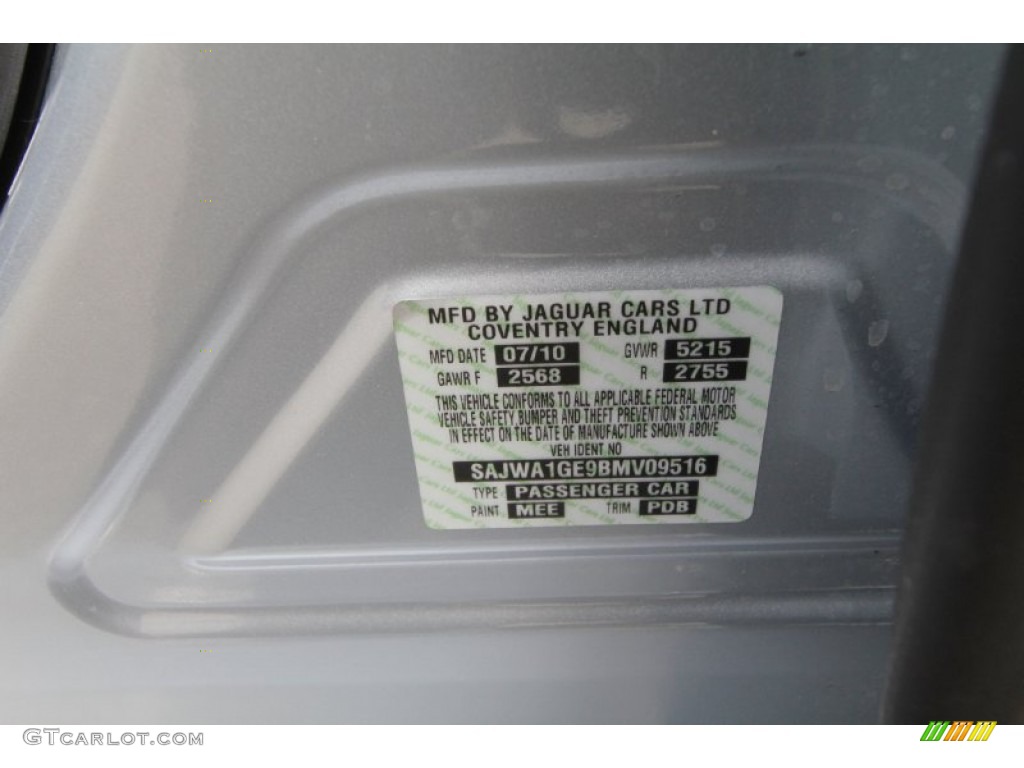 MFD BY JAGUAR CARS LTD
COVENTRY ENGLAND
MFD DATE 07/10 GVWR 5215
GAWR F 2568 R 2755
THIS VEHICLE CONFORMS TO ALL APPLICABLE FEDERAL MOTOR
VEHICLE SAFETY, BUMPER AND THEFT PREVENTION STANDARDS
IN EFFECT ON THE DATE OF MANUFACTURE SHOWN ABOVE
VEH IDENT NO
SAJWA1GE9BMV09516
TYPE PASSENGER CAR
PAINT MEE TRIM PDB
GTCARLOT.COM